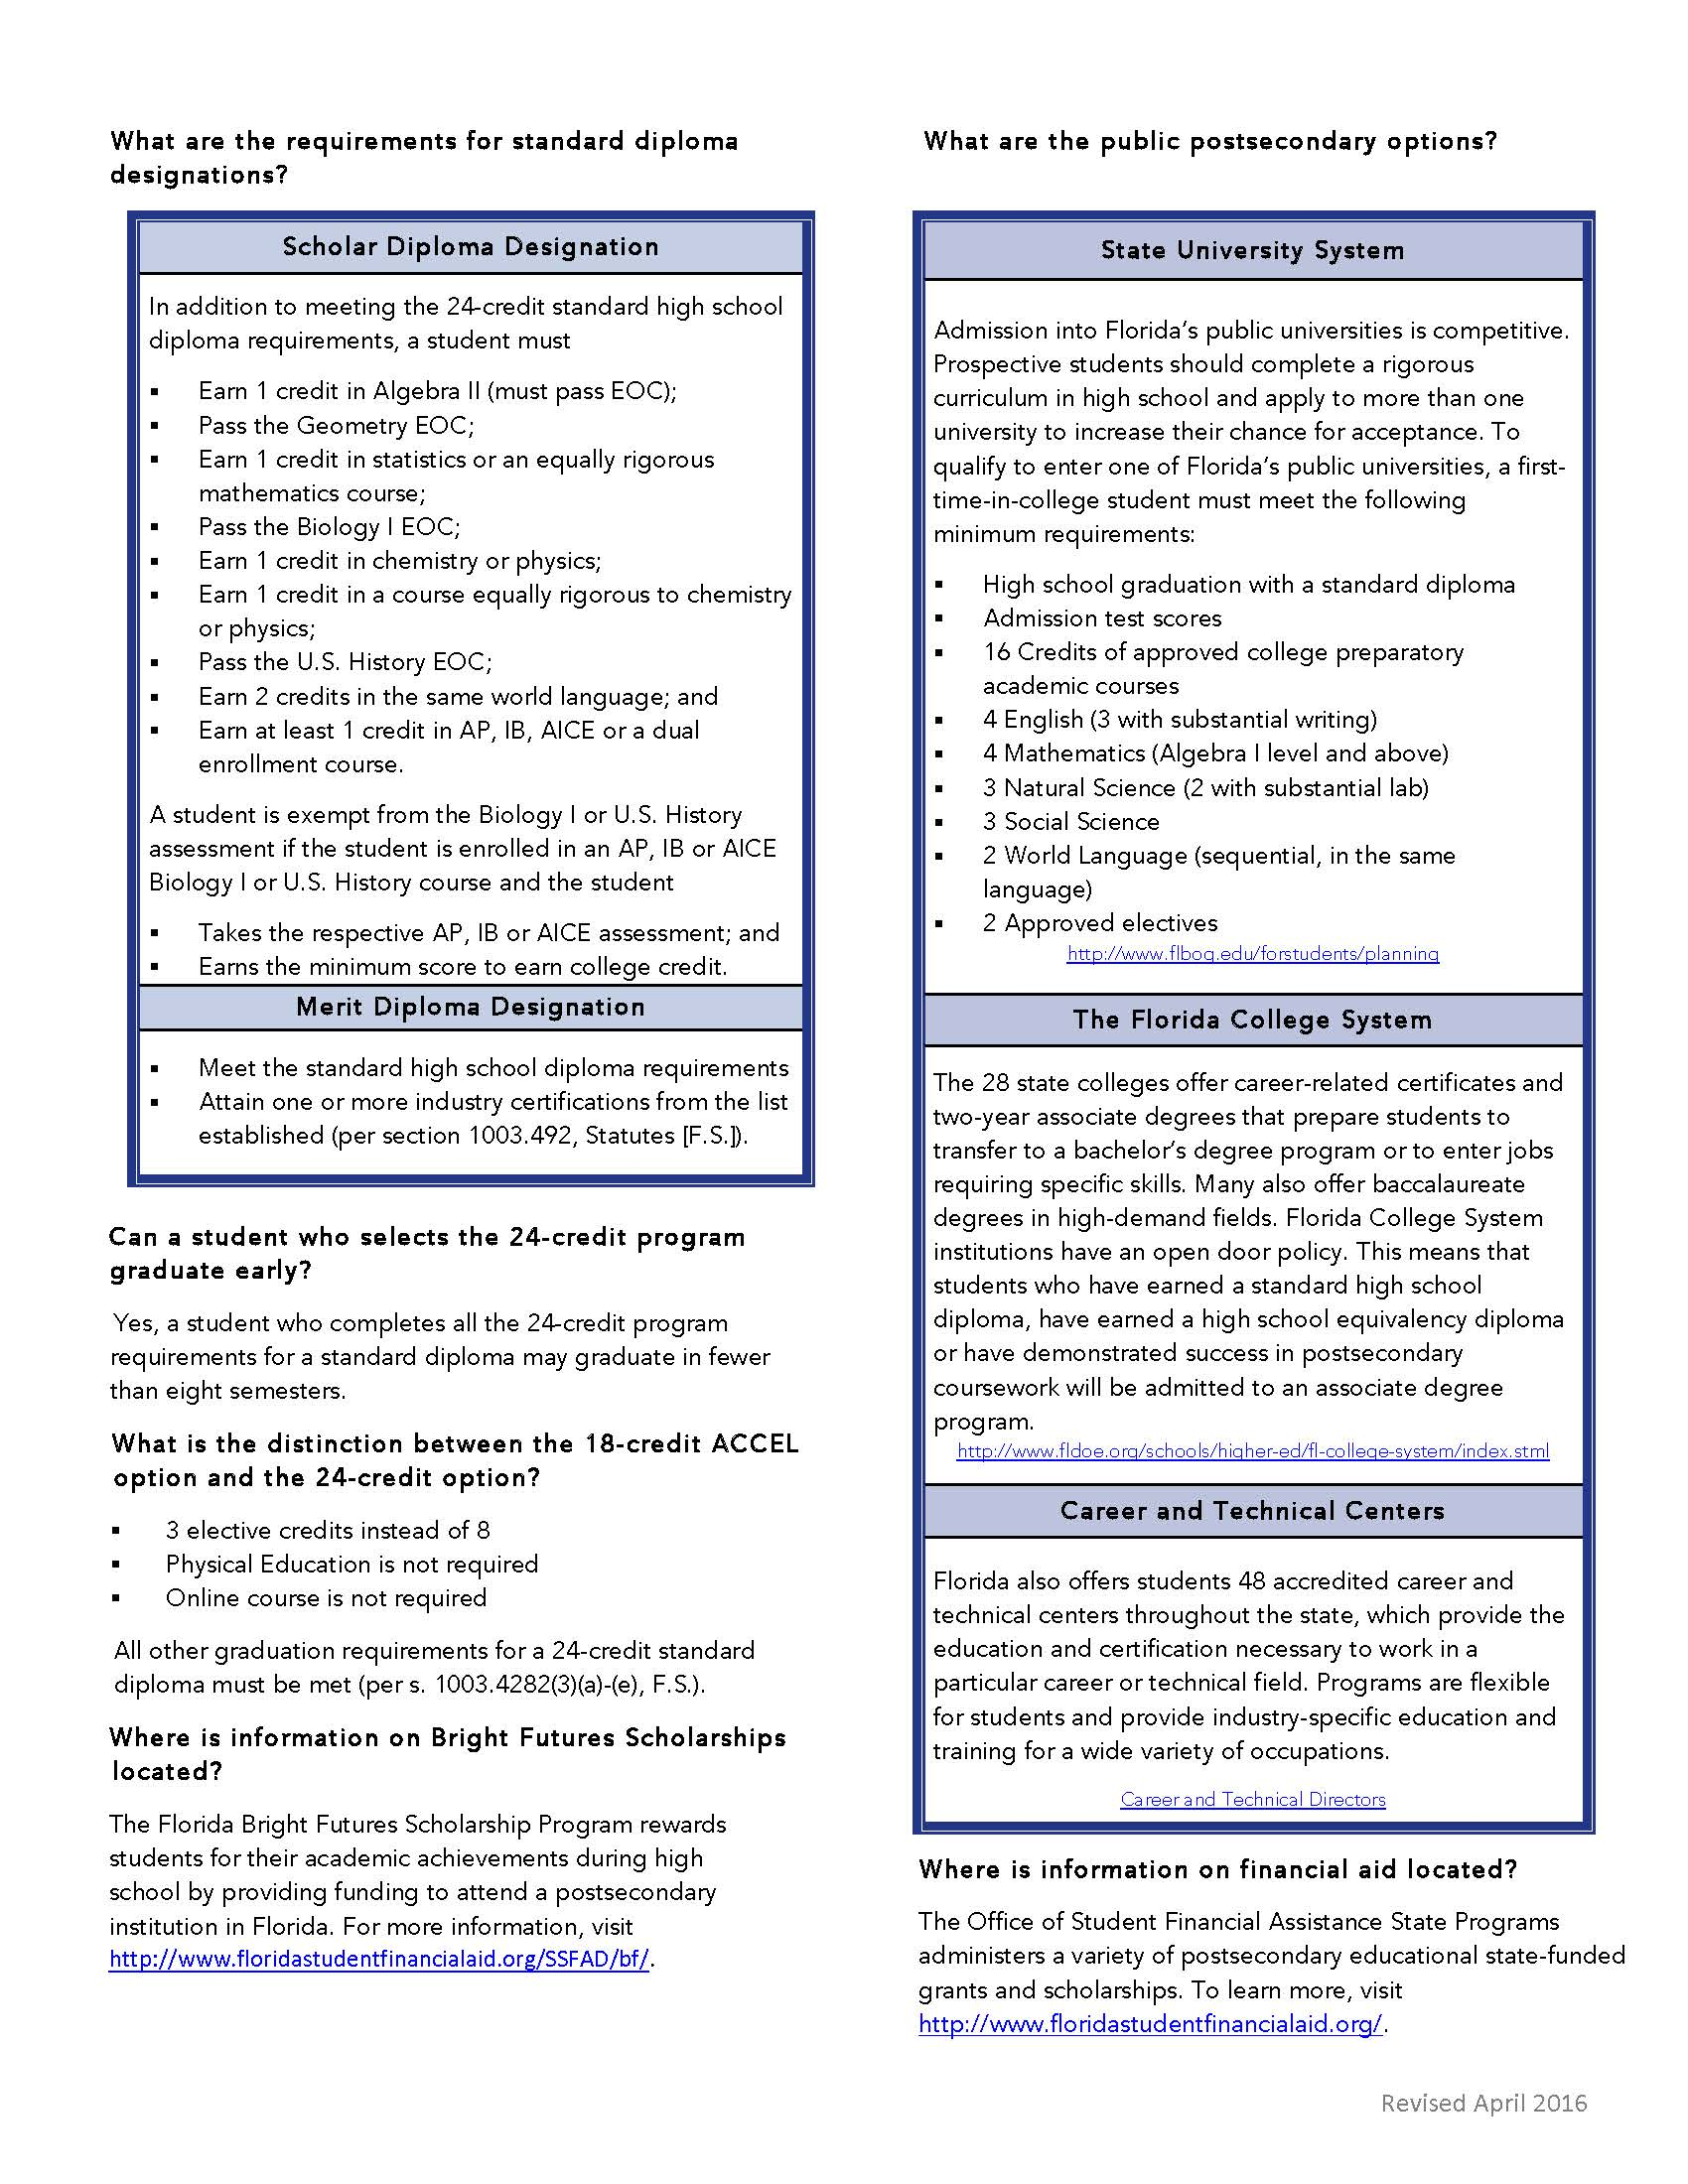 What are the requirements for standard diploma
designations?
Scholar Diploma Designation
In addition to meeting the 24-credit standard high school
diploma requirements, a student must
▪ Earn 1 credit in Algebra II (must pass EOC);
▪ Pass the Geometry EOC;
▪ Earn 1 credit in statistics or an equally rigorous
mathematics course;
▪ Pass the Biology I EOC;
▪ Earn 1 credit in chemistry or physics;
▪ Earn 1 credit in a course equally rigorous to chemistry
or physics;
▪ Pass the U.S. History EOC;
▪ Earn 2 credits in the same world language; and
▪ Earn at least 1 credit in AP, IB, AICE or a dual
enrollment course.
A student is exempt from the Biology I or U.S. History
assessment if the student is enrolled in an AP, IB or AICE
Biology I or U.S. History course and the student
▪ Takes the respective AP, IB or AICE assessment; and
▪ Earns the minimum score to earn college credit.
Merit Diploma Designation
▪ Meet the standard high school diploma requirements
▪ Attain one or more industry certifications from the list
established (per section 1003.492, Statutes [F.S.]).
Can a student who selects the 24-credit program
graduate early?
Yes, a student who completes all the 24-credit program
requirements for a standard diploma may graduate in fewer
than eight semesters.
What is the distinction between the 18-credit ACCEL
option and the 24-credit option?
▪ 3 elective credits instead of 8
▪ Physical Education is not required
▪ Online course is not required
All other graduation requirements for a 24-credit standard
diploma must be met (per s. 1003.4282(3)(a)-(e), F.S.).
Where is information on Bright Futures Scholarships
located?
The Florida Bright Futures Scholarship Program rewards
students for their academic achievements during high
school by providing funding to attend a postsecondary
institution in Florida. For more information, visit
http://www.floridastudentfinancialaid.org/SSFAD/bf/.
What are the public postsecondary options?
State University System
Admission into Florida’s public universities is competitive.
Prospective students should complete a rigorous
curriculum in high school and apply to more than one
university to increase their chance for acceptance. To
qualify to enter one of Florida’s public universities, a first-
time-in-college student must meet the following
minimum requirements:
▪ High school graduation with a standard diploma
▪ Admission test scores
▪ 16 Credits of approved college preparatory
academic courses
▪ 4 English (3 with substantial writing)
▪ 4 Mathematics (Algebra I level and above)
▪ 3 Natural Science (2 with substantial lab)
▪ 3 Social Science
▪ 2 World Language (sequential, in the same
language)
▪ 2 Approved electives
http://www.flbog.edu/forstudents/planning
The Florida College System
The 28 state colleges offer career-related certificates and
two-year associate degrees that prepare students to
transfer to a bachelor’s degree program or to enter jobs
requiring specific skills. Many also offer baccalaureate
degrees in high-demand fields. Florida College System
institutions have an open door policy. This means that
students who have earned a standard high school
diploma, have earned a high school equivalency diploma
or have demonstrated success in postsecondary
coursework will be admitted to an associate degree
program.
http://www.fldoe.org/schools/higher-ed/fl-college-system/index.stml
Career and Technical Centers
Florida also offers students 48 accredited career and
technical centers throughout the state, which provide the
education and certification necessary to work in a
particular career or technical field. Programs are flexible
for students and provide industry-specific education and
training for a wide variety of occupations.
Career and Technical Directors
Where is information on financial aid located?
The Office of Student Financial Assistance State Programs
administers a variety of postsecondary educational state-funded
grants and scholarships. To learn more, visit
http://www.floridastudentfinancialaid.org/.
Revised April 2016